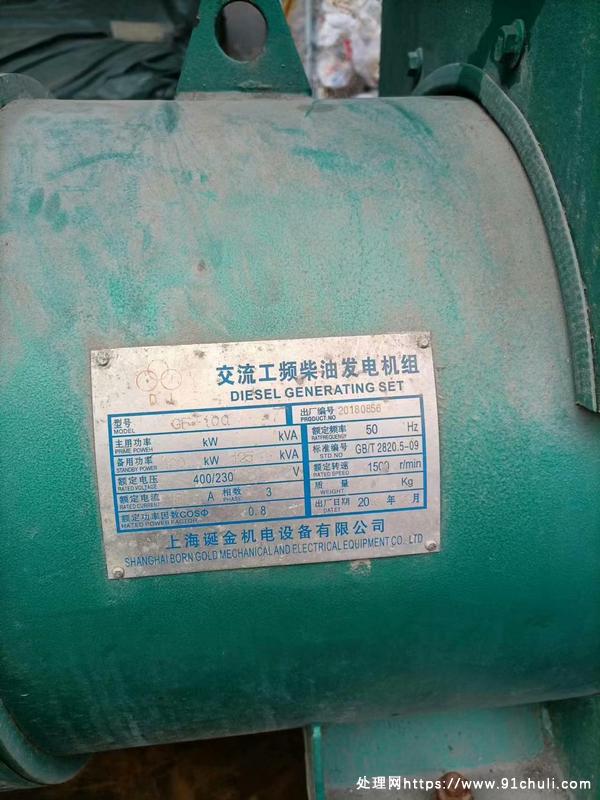 交流工频柴油发电机组
DIESEL GENERATING SET
型号 MODEL 100 出厂编号 PRODUCT.NO 20180856
主用功率 PRIME POWEH kW kVA 额定频率 RATFREQUENCY 50 Hz
备用功率 STANDBY POWER kW kVA 标准编号 STD NO GB/T 2820.5-09
额定电压 RATED VOLTAGE 400/230 V 额定转速 RATED SPEED 1500 r/min
额定电流 RATED CURRENT A 相数 PHASE 3 质量 WEIGHT Kg
额定功率因数COSΦ RATED POWER FACTOR 0.8 出厂日期 DATET 20 年 月
上海诞金机电设备有限公司
SHANGHAI BORN GOLD MECHANICAL AND ELECTRICAL EQUIPMENT CO. LTD
处理网https://www.91chuli.com